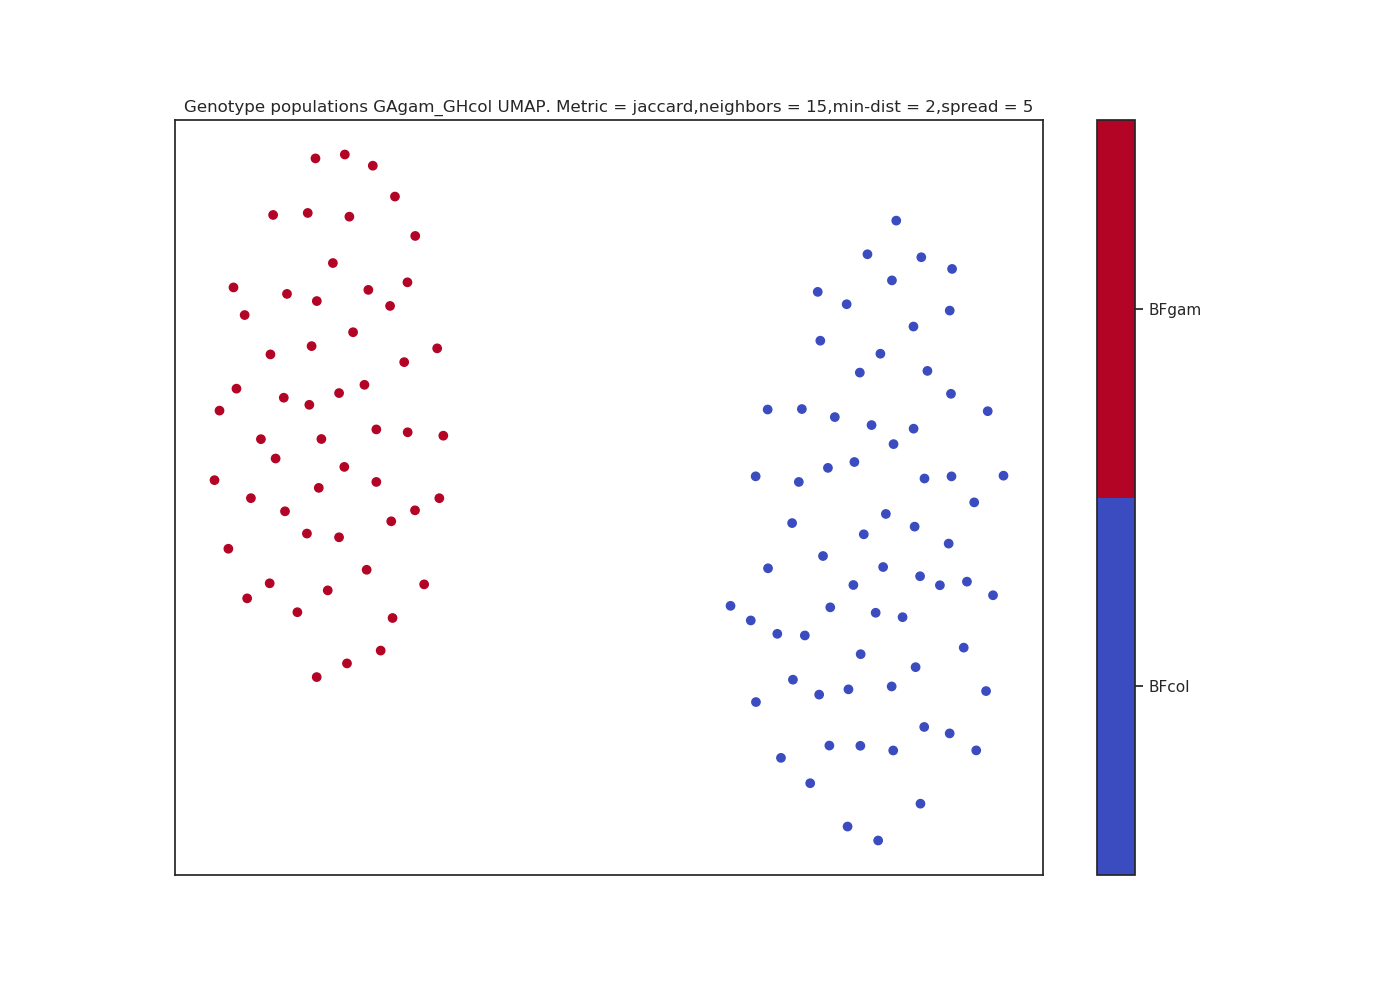 Genotype populations GAgam_GHcol UMAP. Metric = jaccard,neighbors = 15,min-dist = 2,spread = 5
BFgam
BFcol